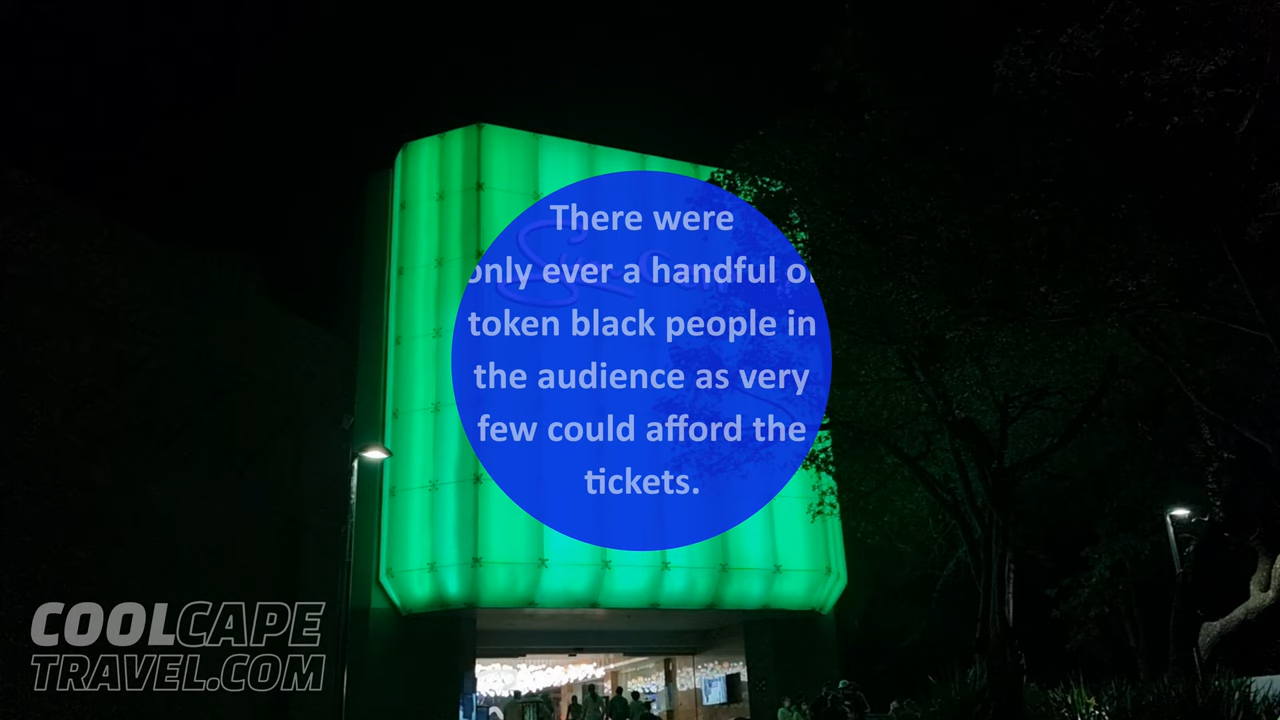 There were
only ever a handful of
token black people in
the audience as very
few could afford the
tickets.
COOLCAPE
TRAVEL.COM